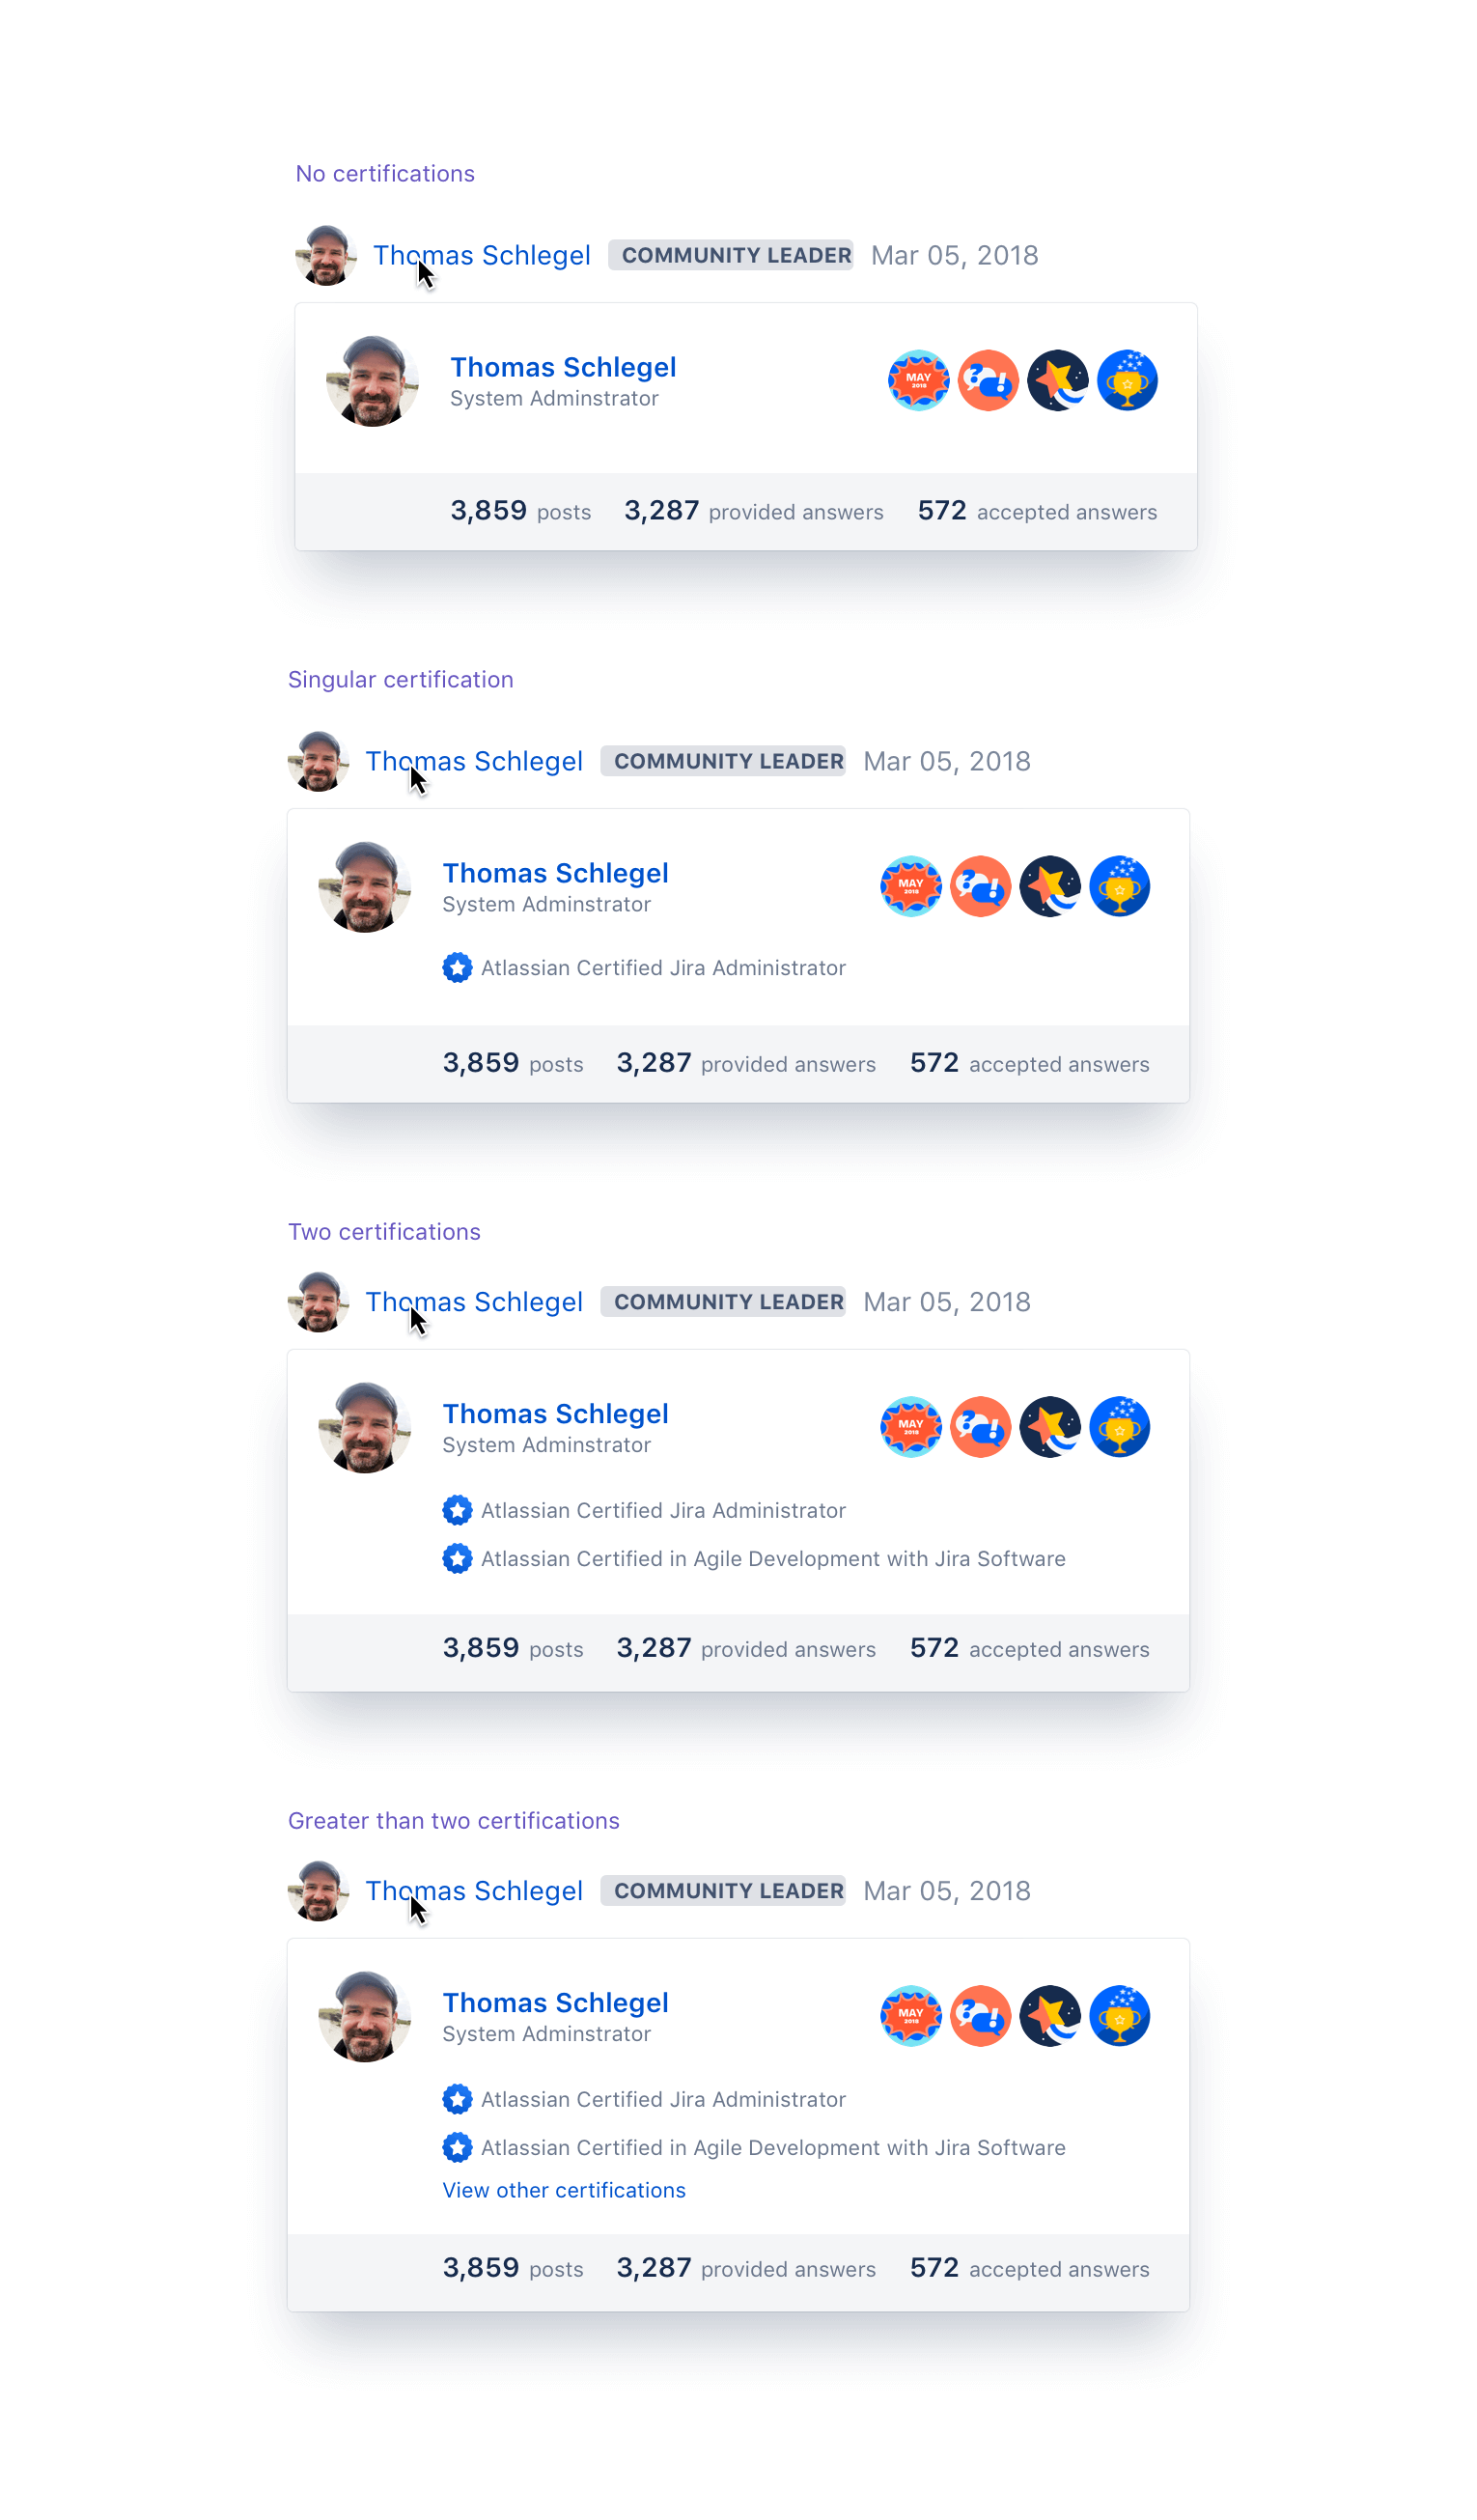 No certifications
Thomas Schlegel COMMUNITY LEADER Mar 05, 2018
Thomas Schlegel
System Adminstrator
MAY
2018
?!
3,859 posts 3,287 provided answers 572 accepted answers
Singular certification
Thomas Schlegel COMMUNITY LEADER Mar 05, 2018
Thomas Schlegel
System Adminstrator
MAY
2018
?!
Atlassian Certified Jira Administrator
3,859 posts 3,287 provided answers 572 accepted answers
Two certifications
Thomas Schlegel COMMUNITY LEADER Mar 05, 2018
Thomas Schlegel
System Adminstrator
MAY
2018
?!
Atlassian Certified Jira Administrator
Atlassian Certified in Agile Development with Jira Software
3,859 posts 3,287 provided answers 572 accepted answers
Greater than two certifications
Thomas Schlegel COMMUNITY LEADER Mar 05, 2018
Thomas Schlegel
System Adminstrator
MAY
2018
?!
Atlassian Certified Jira Administrator
Atlassian Certified in Agile Development with Jira Software
View other certifications
3,859 posts 3,287 provided answers 572 accepted answers